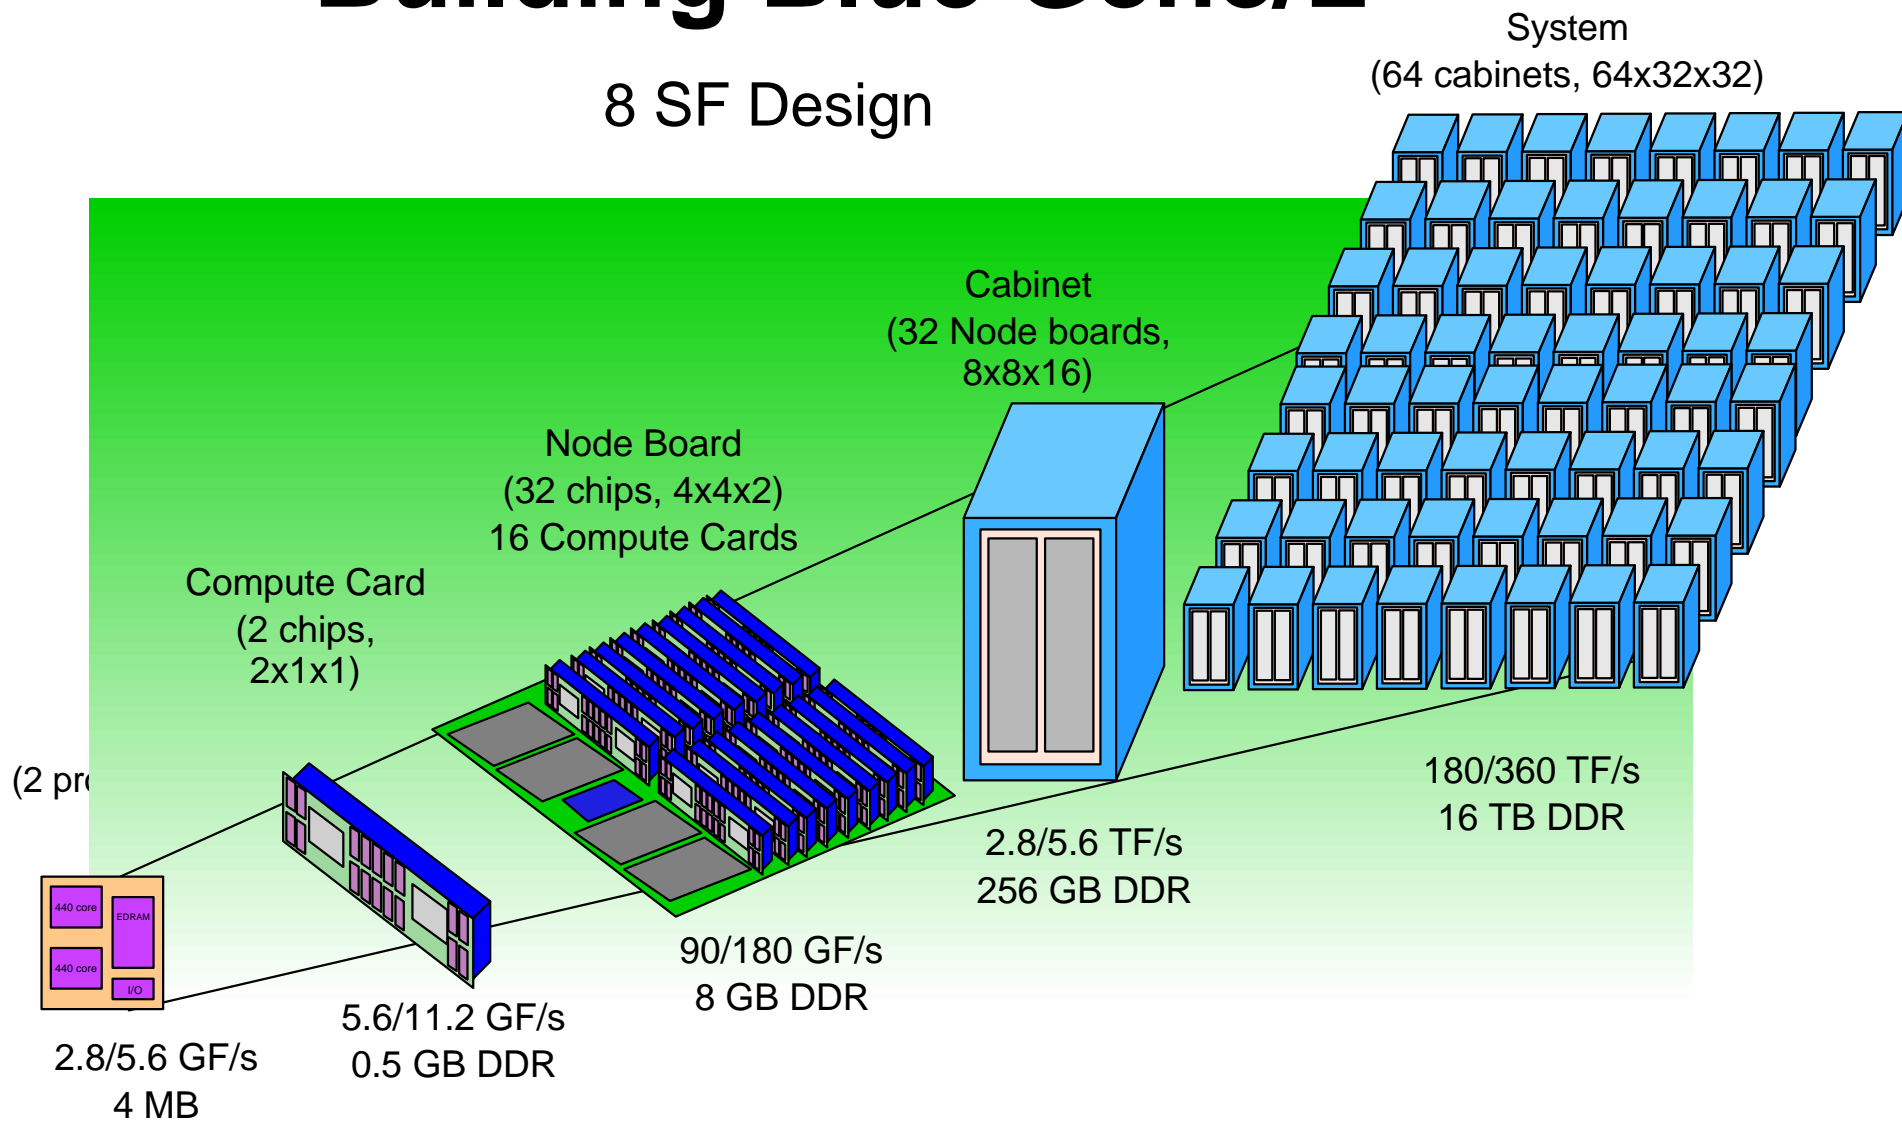 8 SF Design
System
(64 cabinets, 64x32x32)
Cabinet
(32 Node boards,
8x8x16)
Node Board
(32 chips, 4x4x2)
16 Compute Cards
Compute Card
(2 chips,
2x1x1)
(2
440 core
EDRAM
440 core
I/O
2.8/5.6 GF/s
4 MB
5.6/11.2 GF/s
0.5 GB DDR
90/180 GF/s
8 GB DDR
2.8/5.6 TF/s
256 GB DDR
180/360 TF/s
16 TB DDR